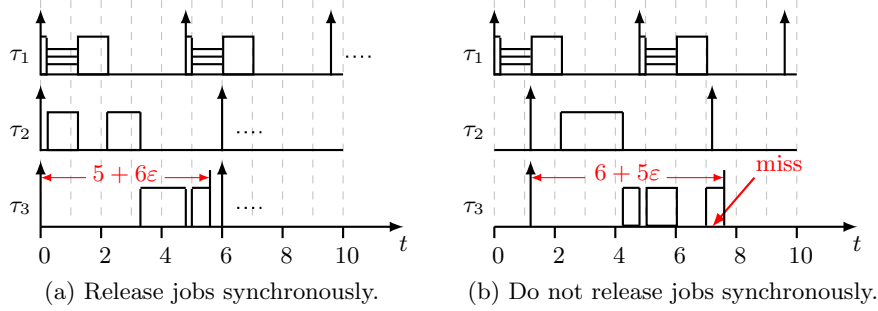 τ1
τ2
τ3
....
....
....
5 + 6ε
0 2 4 6 8 10 t
(a) Release jobs synchronously.
τ1
τ2
τ3
6 + 5ε
miss
0 2 4 6 8 10 t
(b) Do not release jobs synchronously.